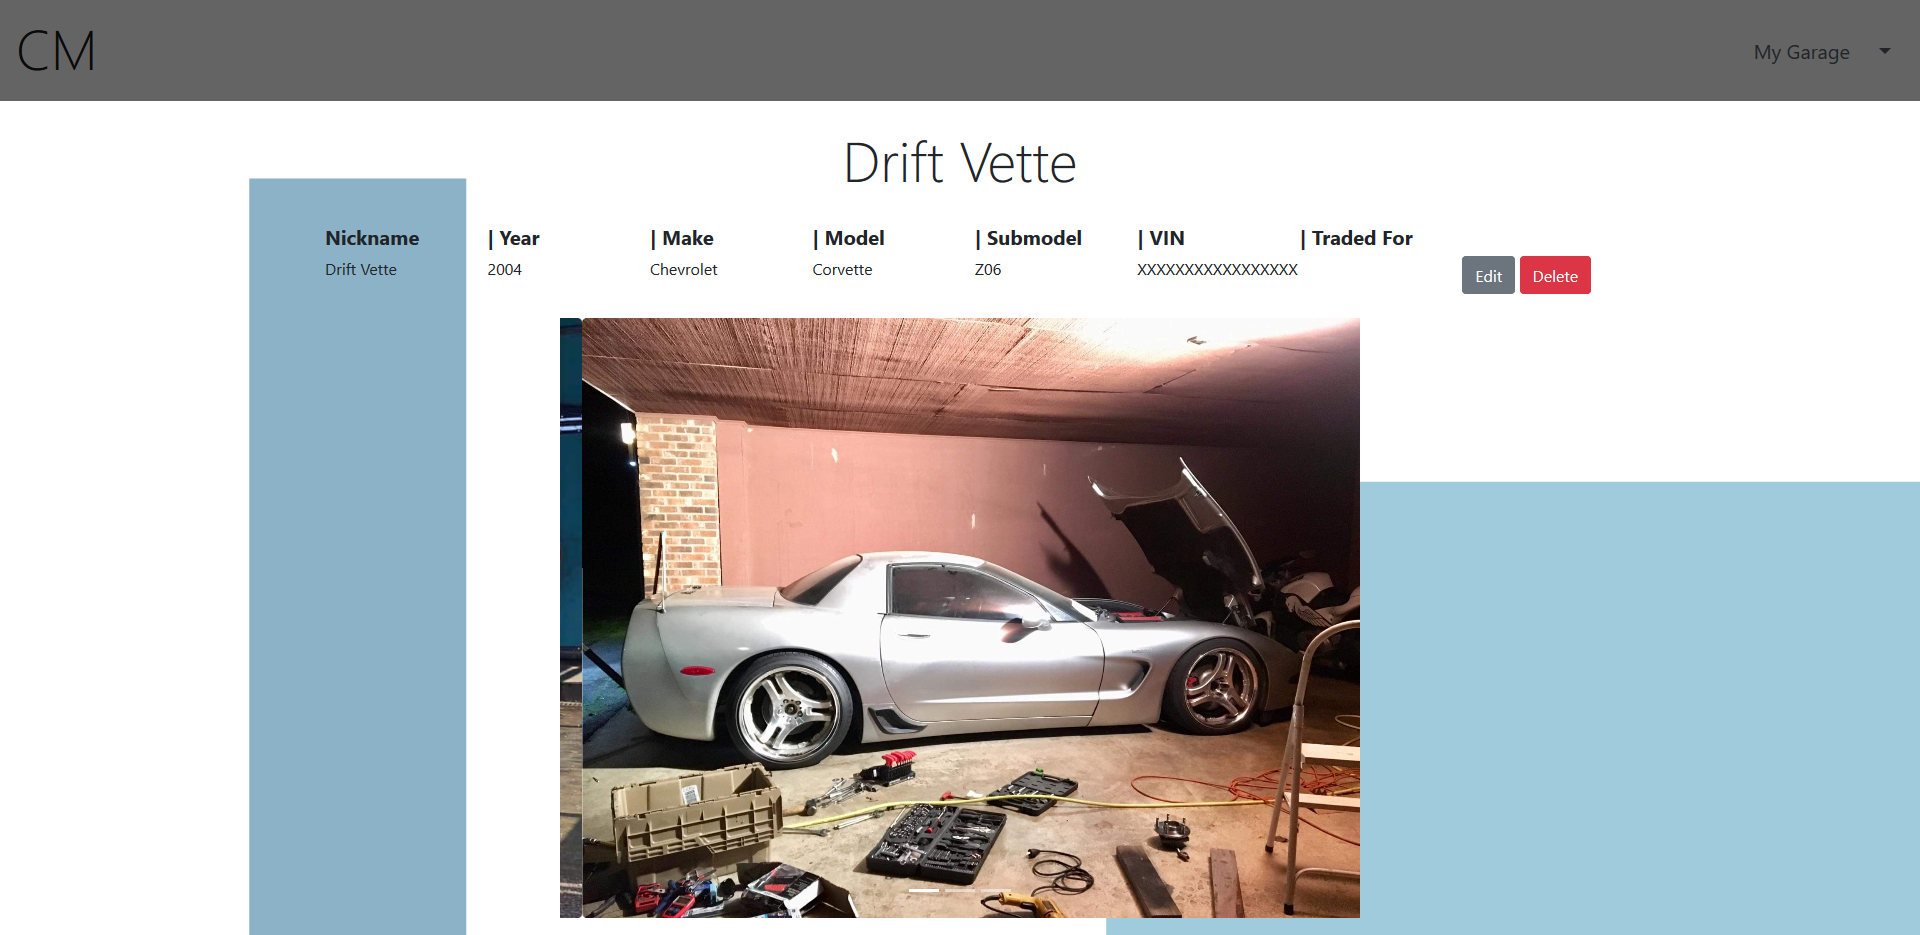 CM
My Garage
Drift Vette
Nickname | Year | Make | Model | Submodel | VIN | Traded For
Drift Vette 2004 Chevrolet Corvette Z06 XXXXXXXXXXXXXXXXX Edit Delete